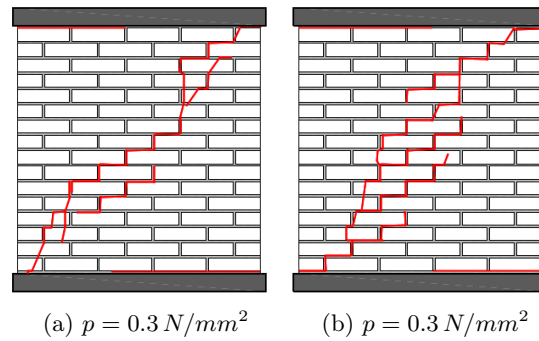 (a) p = 0.3 N/mm²
(b) p = 0.3 N/mm²